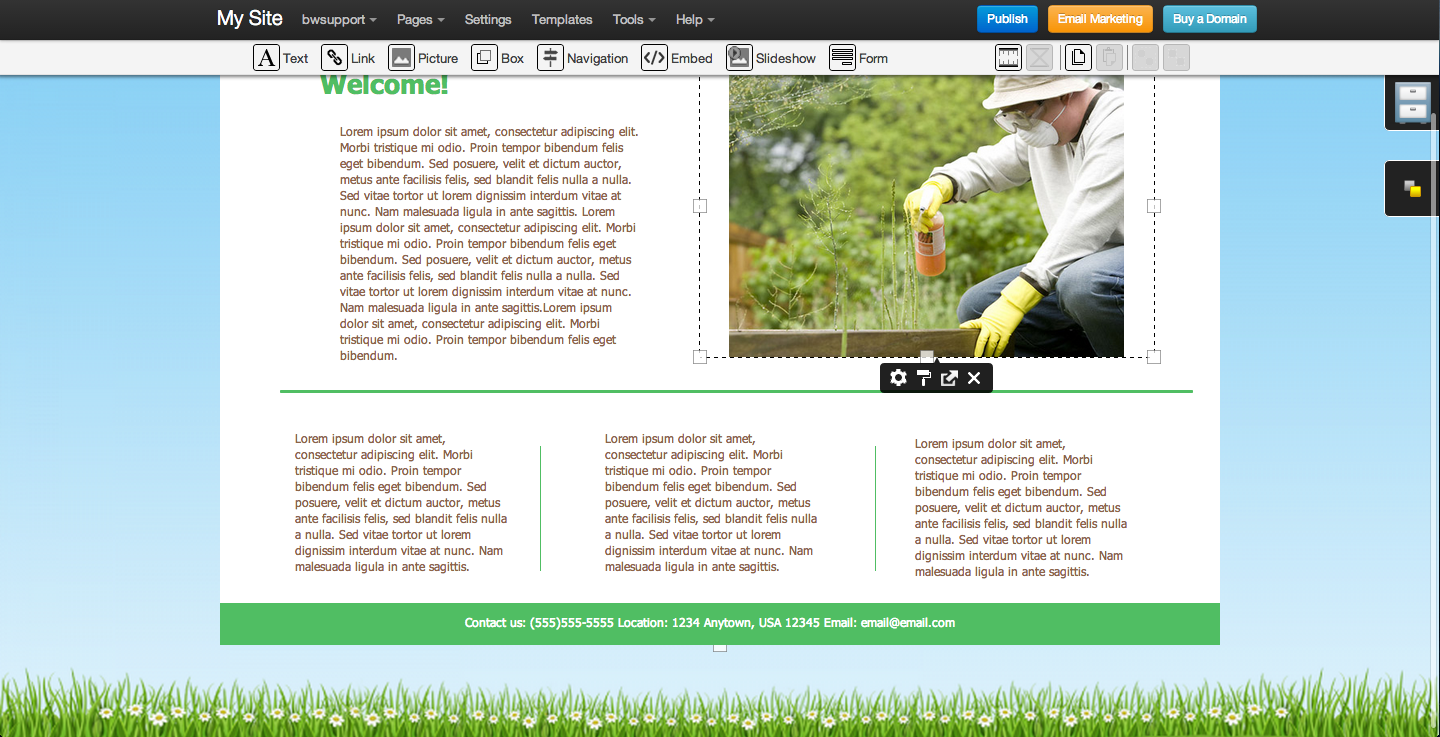 My Site bwsupport Pages Settings Templates Tools Help Publish Email Marketing Buy a Domain
A Text Link Picture Box Navigation Embed Slideshow Form
Welcome!
Lorem ipsum dolor sit amet, consectetur adipiscing elit.
Morbi tristique mi odio. Proin tempor bibendum felis
eget bibendum. Sed posuere, velit et dictum auctor,
metus ante facilisis felis, sed blandit felis nulla a nulla.
Sed vitae tortor ut lorem dignissim interdum vitae at
nunc. Nam malesuada ligula in ante sagittis. Lorem
ipsum dolor sit amet, consectetur adipiscing elit. Morbi
tristique mi odio. Proin tempor bibendum felis eget
bibendum. Sed posuere, velit et dictum auctor, metus
ante facilisis felis, sed blandit felis nulla a nulla. Sed
vitae tortor ut lorem dignissim interdum vitae at nunc.
Nam malesuada ligula in ante sagittis.Lorem ipsum
dolor sit amet, consectetur adipiscing elit. Morbi
tristique mi odio. Proin tempor bibendum felis eget
bibendum.
Lorem ipsum dolor sit amet,
consectetur adipiscing elit. Morbi
tristique mi odio. Proin tempor
bibendum felis eget bibendum. Sed
posuere, velit et dictum auctor, metus
ante facilisis felis, sed blandit felis nulla
a nulla. Sed vitae tortor ut lorem
dignissim interdum vitae at nunc. Nam
malesuada ligula in ante sagittis.
Lorem ipsum dolor sit amet,
consectetur adipiscing elit. Morbi
tristique mi odio. Proin tempor
bibendum felis eget bibendum. Sed
posuere, velit et dictum auctor, metus
ante facilisis felis, sed blandit felis nulla
a nulla. Sed vitae tortor ut lorem
dignissim interdum vitae at nunc. Nam
malesuada ligula in ante sagittis.
Lorem ipsum dolor sit amet,
consectetur adipiscing elit. Morbi
tristique mi odio. Proin tempor
bibendum felis eget bibendum. Sed
posuere, velit et dictum auctor, metus
ante facilisis felis, sed blandit felis nulla
a nulla. Sed vitae tortor ut lorem
dignissim interdum vitae at nunc. Nam
malesuada ligula in ante sagittis.
Contact us: (555)555-5555 Location: 1234 Anytown, USA 12345 Email: email@email.com